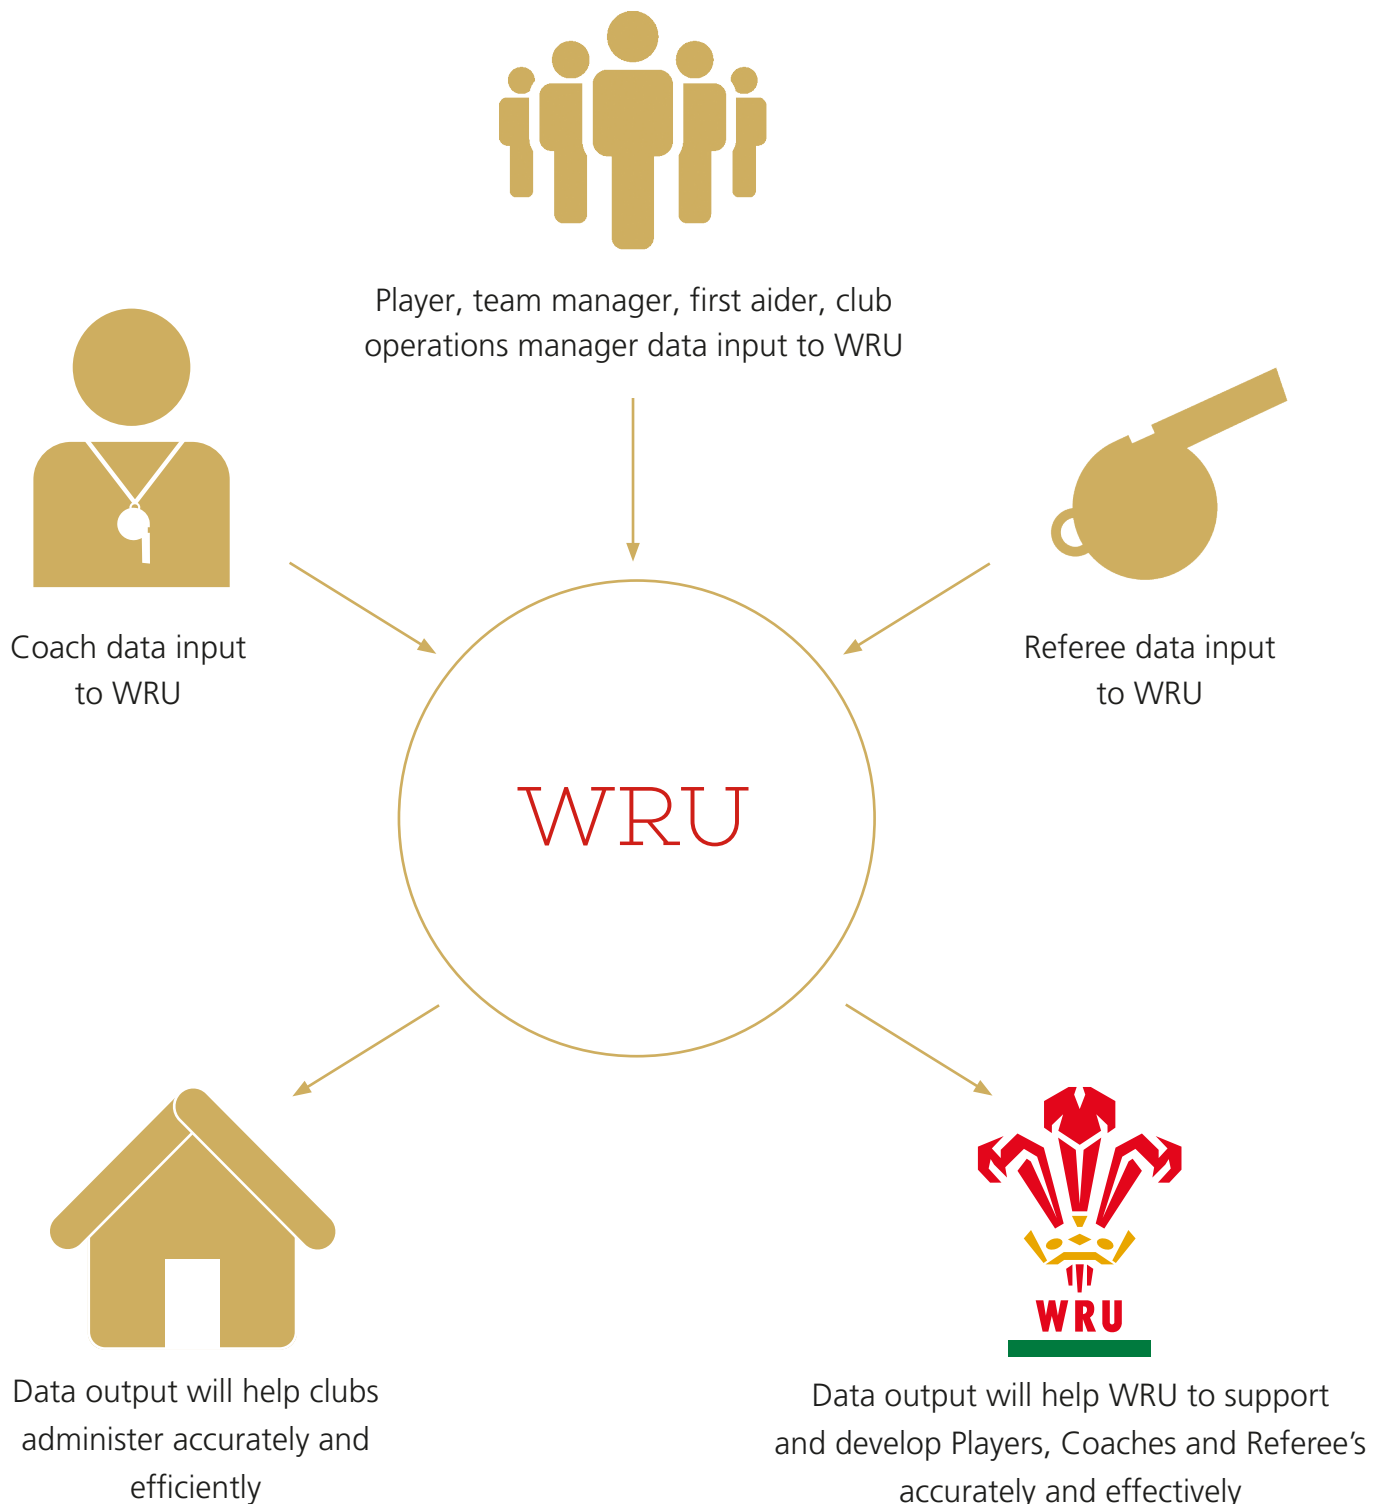 Player, team manager, first aider, club
operations manager data input to WRU
Coach data input
to WRU
Referee data input
to WRU
WRU
WRU
Data output will help clubs
administer accurately and
efficiently
Data output will help WRU to support
and develop Players, Coaches and Referee’s
accurately and effectively